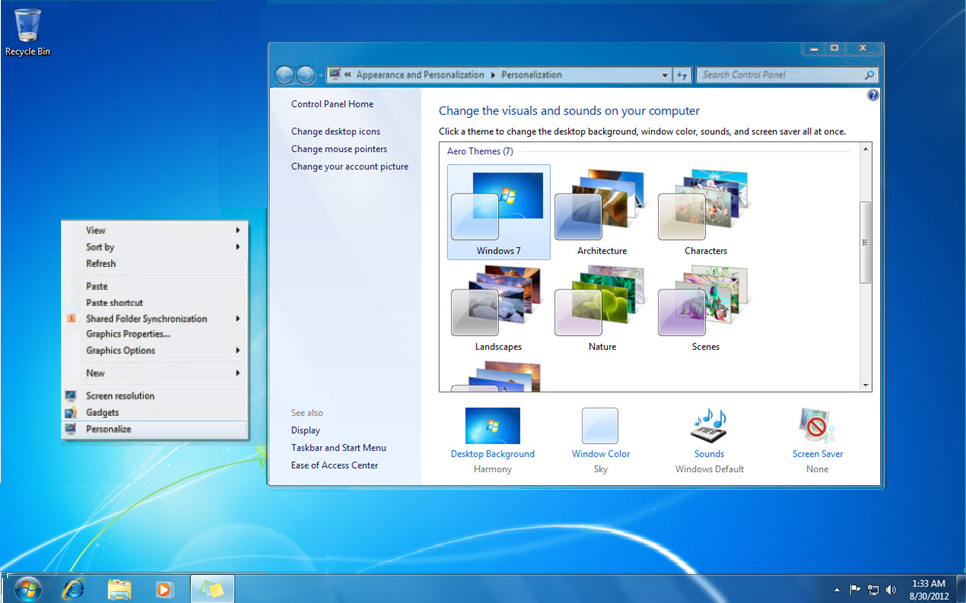 Recycle Bin
Appearance and Personalization
Personalization
Search Control Panel
Control Panel Home
Change desktop icons
Change mouse pointers
Change your account picture
Change the visuals and sounds on your computer
Click a theme to change the desktop background, window color, sounds, and screen saver all at once.
Aero Themes (7)
Windows 7
Architecture
Characters
Landscapes
Nature
Scenes
See also
Display
Taskbar and Start Menu
Ease of Access Center
Desktop Background
Harmony
Window Color
Sky
Sounds
Windows Default
Screen Saver
None
View
Sort by
Refresh
Paste
Paste shortcut
Shared Folder Synchronization
Graphics Properties...
Graphics Options
New
Screen resolution
Gadgets
Personalize
1:33 AM
8/30/2012